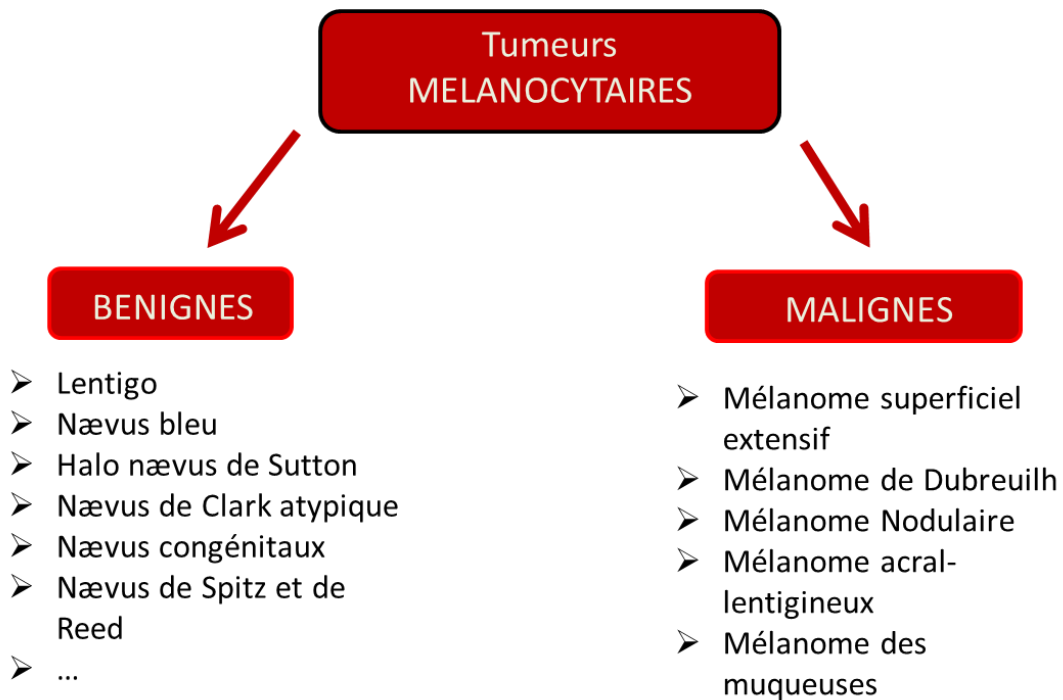 Tumeurs
MELANOCYTAIRES
BENIGNES
➢ Lentigo
➢ Nævus bleu
➢ Halo nævus de Sutton
➢ Nævus de Clark atypique
➢ Nævus congénitaux
➢ Nævus de Spitz et de
Reed
➢ ...
MALIGNES
➢ Mélanome superficiel
extensif
➢ Mélanome de Dubreuilh
➢ Mélanome Nodulaire
➢ Mélanome acral-
lentigineux
➢ Mélanome des
muqueuses